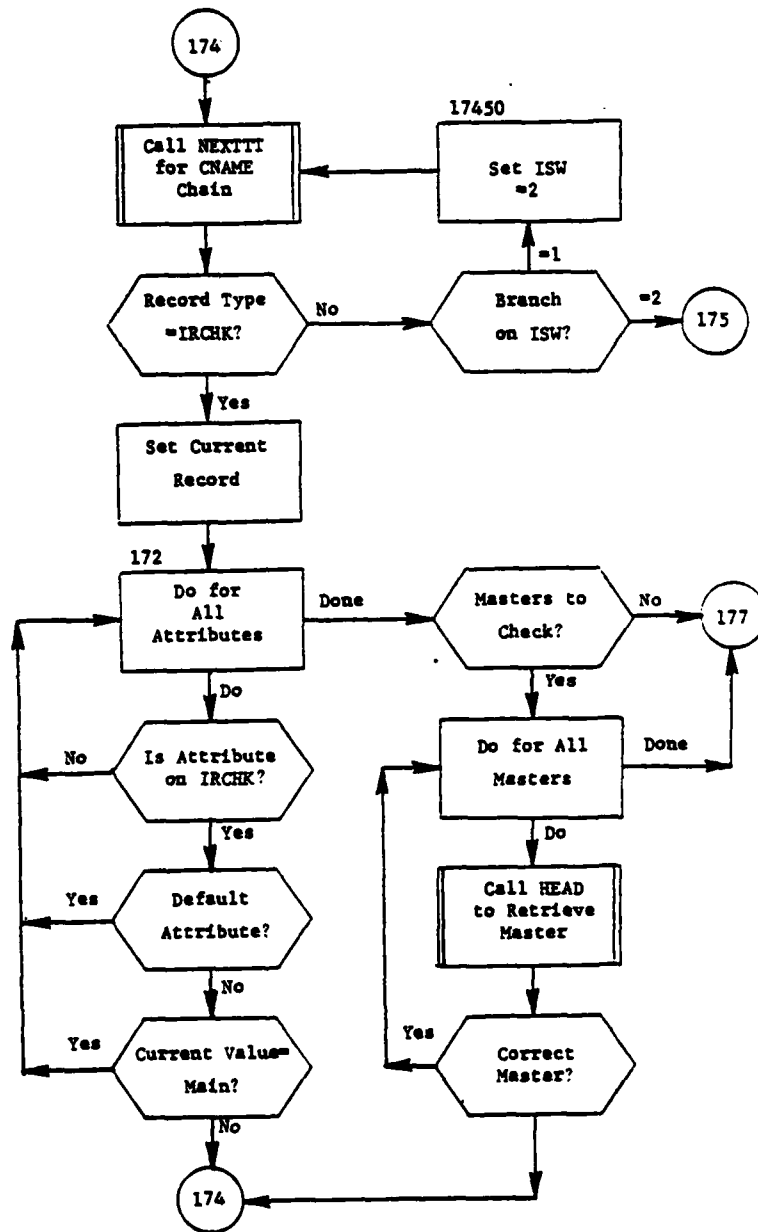 174
17450
Call NEXTTT
for CNAME
Chain
Set ISW
=2
=1
Record Type
=IRCHK?
No
Branch
on ISW?
=2
175
Yes
Set Current
Record
172
Do for
All
Attributes
Done
Masters to
Check?
No
177
Do
Yes
Is Attribute
on IRCHK?
No
Do for All
Masters
Done
Yes
Do
Default
Attribute?
Yes
Call HEAD
to Retrieve
Master
No
Current Value=
Main?
Yes
Yes
Correct
Master?
No
174